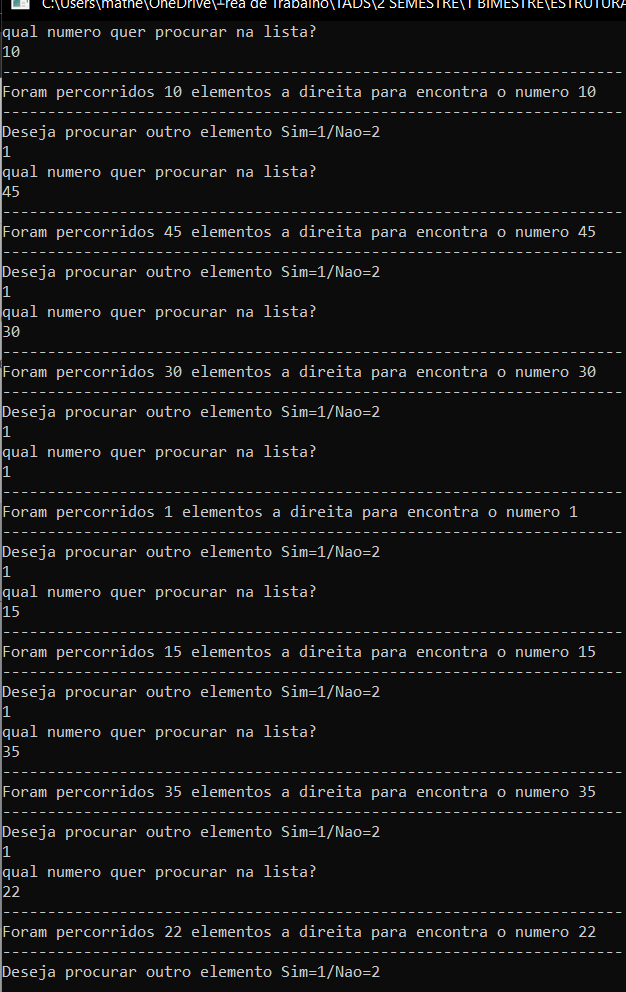 C:\Users\mathe\OneDrive\┴rea de Trabalho\TADS\2 SEMESTRE\1 BIMESTRE\ESTRUTURA
qual numero quer procurar na lista?
10
--------------------------------------------------------------------
Foram percorridos 10 elementos a direita para encontra o numero 10
--------------------------------------------------------------------
Deseja procurar outro elemento Sim=1/Nao=2
1
qual numero quer procurar na lista?
45
--------------------------------------------------------------------
Foram percorridos 45 elementos a direita para encontra o numero 45
--------------------------------------------------------------------
Deseja procurar outro elemento Sim=1/Nao=2
1
qual numero quer procurar na lista?
30
--------------------------------------------------------------------
Foram percorridos 30 elementos a direita para encontra o numero 30
--------------------------------------------------------------------
Deseja procurar outro elemento Sim=1/Nao=2
1
qual numero quer procurar na lista?
1
--------------------------------------------------------------------
Foram percorridos 1 elementos a direita para encontra o numero 1
--------------------------------------------------------------------
Deseja procurar outro elemento Sim=1/Nao=2
1
qual numero quer procurar na lista?
15
--------------------------------------------------------------------
Foram percorridos 15 elementos a direita para encontra o numero 15
--------------------------------------------------------------------
Deseja procurar outro elemento Sim=1/Nao=2
1
qual numero quer procurar na lista?
35
--------------------------------------------------------------------
Foram percorridos 35 elementos a direita para encontra o numero 35
--------------------------------------------------------------------
Deseja procurar outro elemento Sim=1/Nao=2
1
qual numero quer procurar na lista?
22
--------------------------------------------------------------------
Foram percorridos 22 elementos a direita para encontra o numero 22
--------------------------------------------------------------------
Deseja procurar outro elemento Sim=1/Nao=2